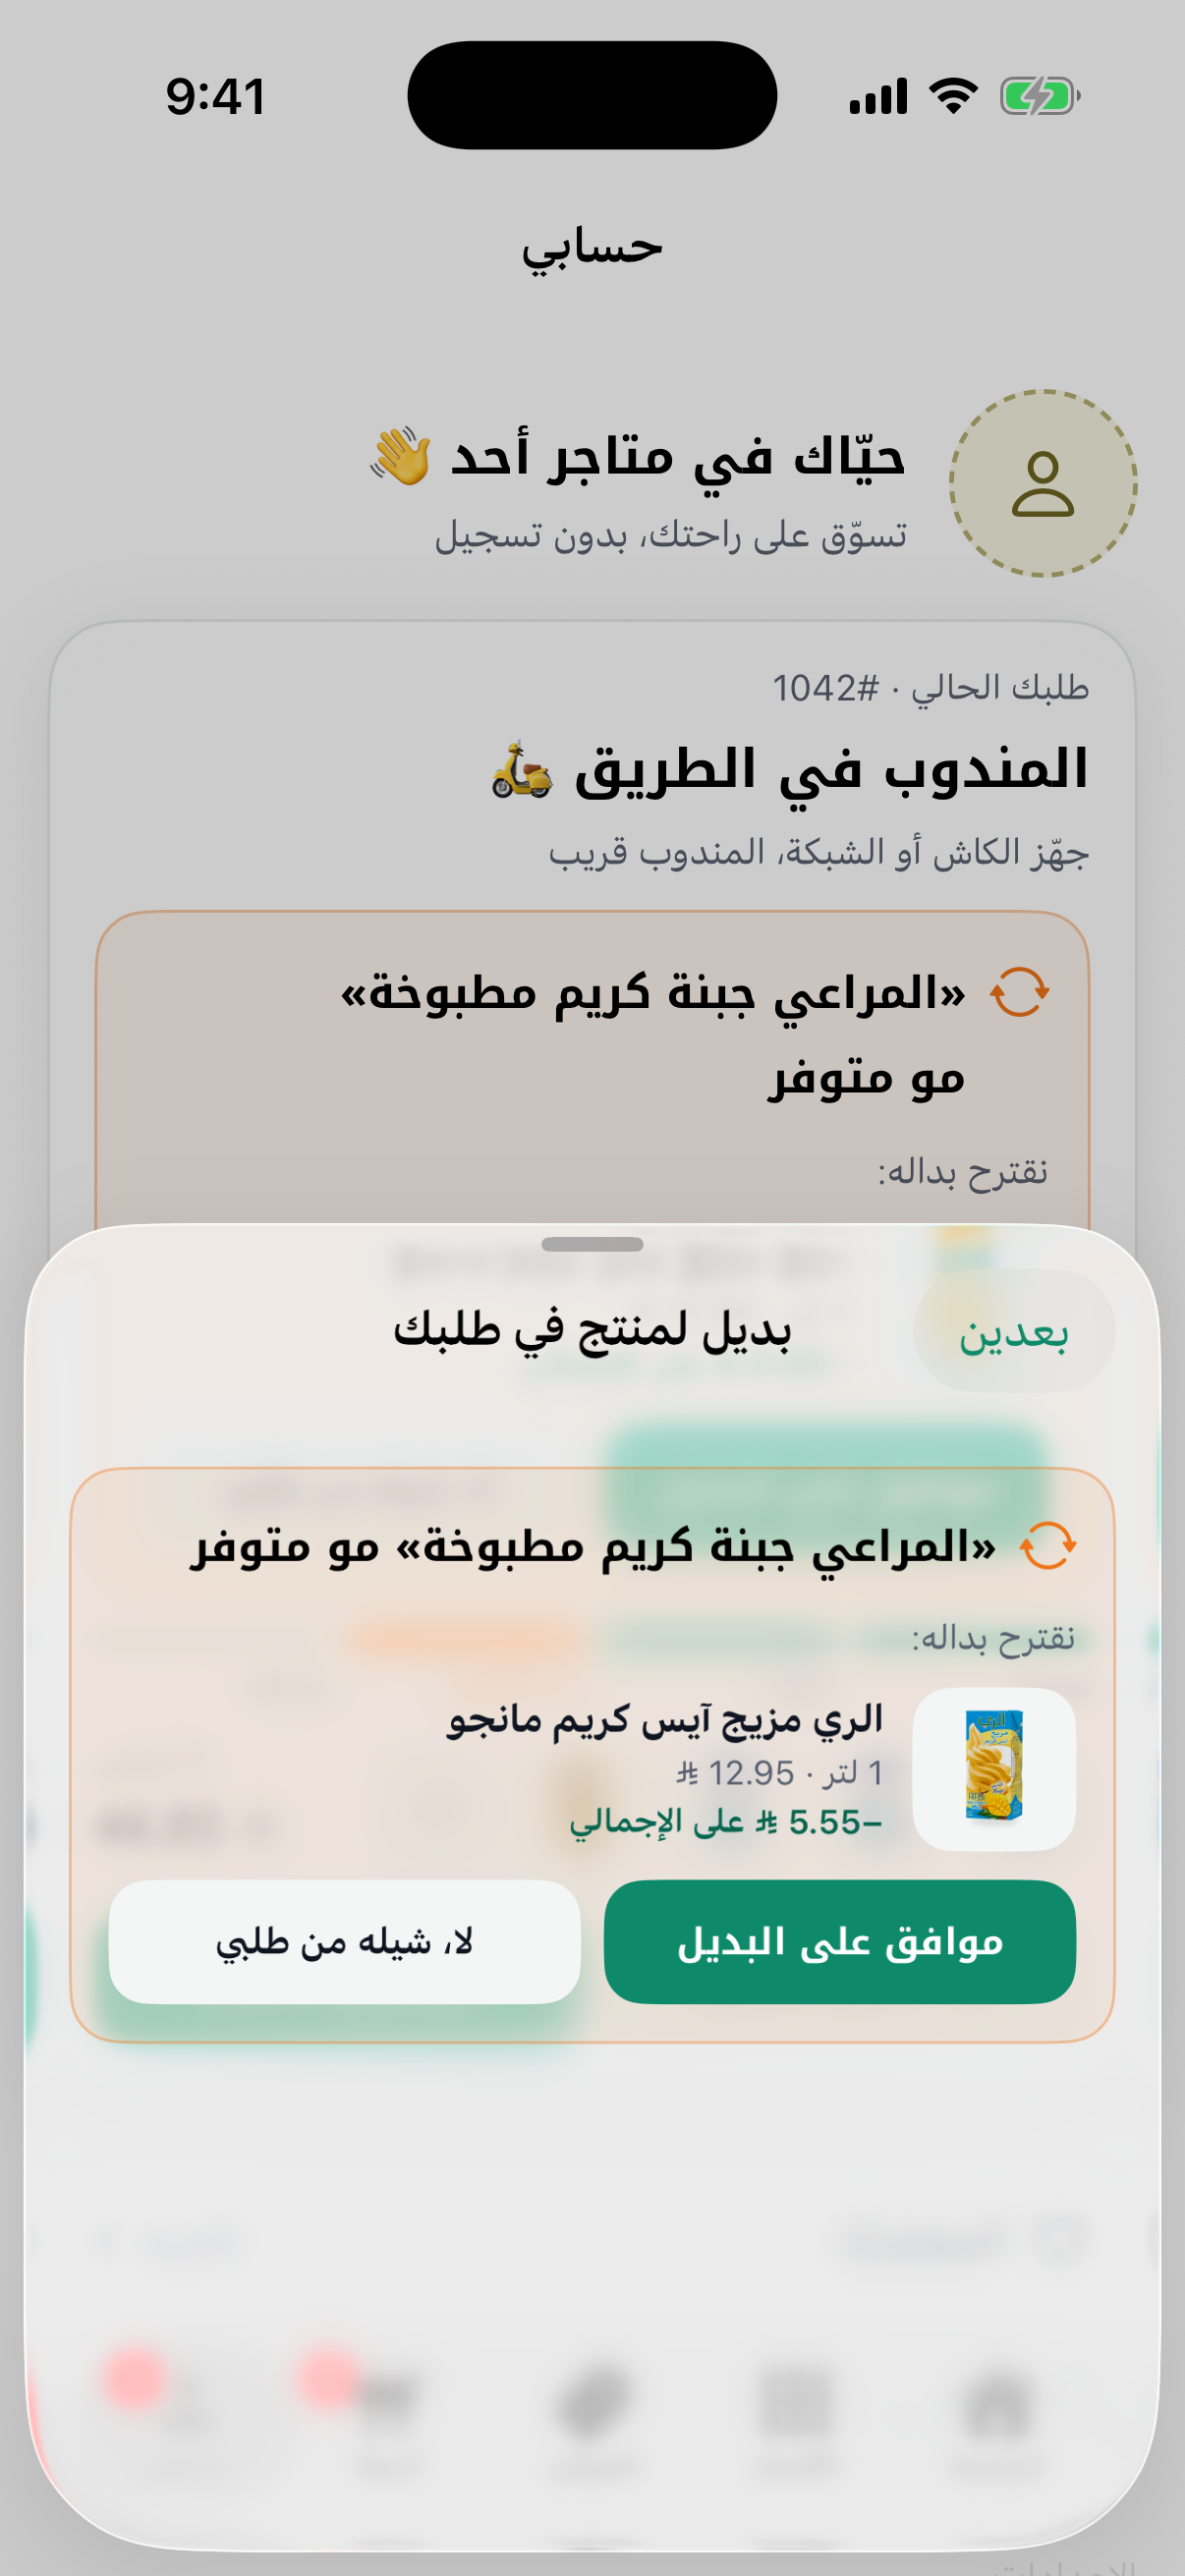 9:41
حسابي
حيّاك في متاجر أحد 👋
تسوّق على راحتك، بدون تسجيل
طلبك الحالي · #1042
المندوب في الطريق 🛵
جهّز الكاش أو الشبكة، المندوب قريب
«المراعي جبنة كريم مطبوخة»
مو متوفر
نقترح بداله:
بعدين
بديل لمنتج في طلبك
«المراعي جبنة كريم مطبوخة» مو متوفر
نقترح بداله:
الري مزيج آيس كريم مانجو
1 لتر · 12.95 ⃁
−5.55 ⃁ على الإجمالي
موافق على البديل
لا، شيله من طلبي